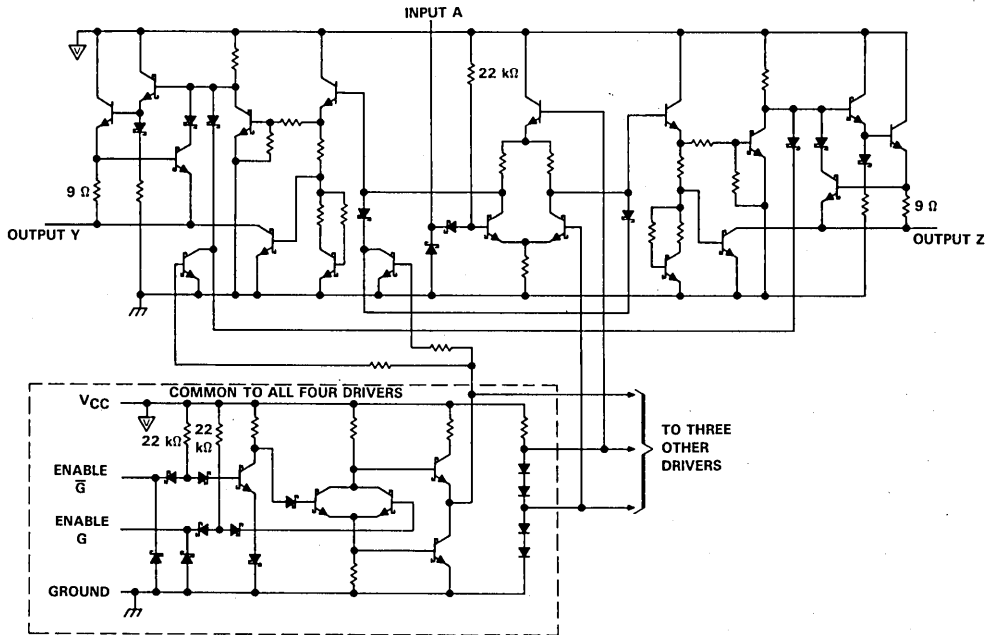 INPUT A
V
22 kΩ
9 Ω
9 Ω
OUTPUT Y
OUTPUT Z
COMMON TO ALL FOUR DRIVERS
VCC
V
22 kΩ
22
kΩ
ENABLE
G̅
ENABLE
G
GROUND
TO THREE
OTHER
DRIVERS